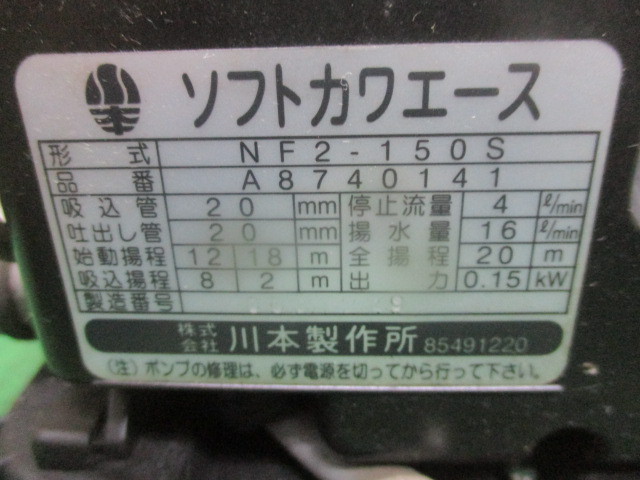 川本 ソフトカワエース
形式 NF2-150S
品番 A8740141
吸込管 20 mm 停止流量 4 ℓ/min
吐出し管 20 mm 揚水量 16 ℓ/min
始動揚程 12 18 m 全揚程 20 m
吸込揚程 8 2 m 出力 0.15 kW
製造番号
株式会社 川本製作所 85491220
(注) ポンプの修理は、必ず電源を切ってから行って下さい。